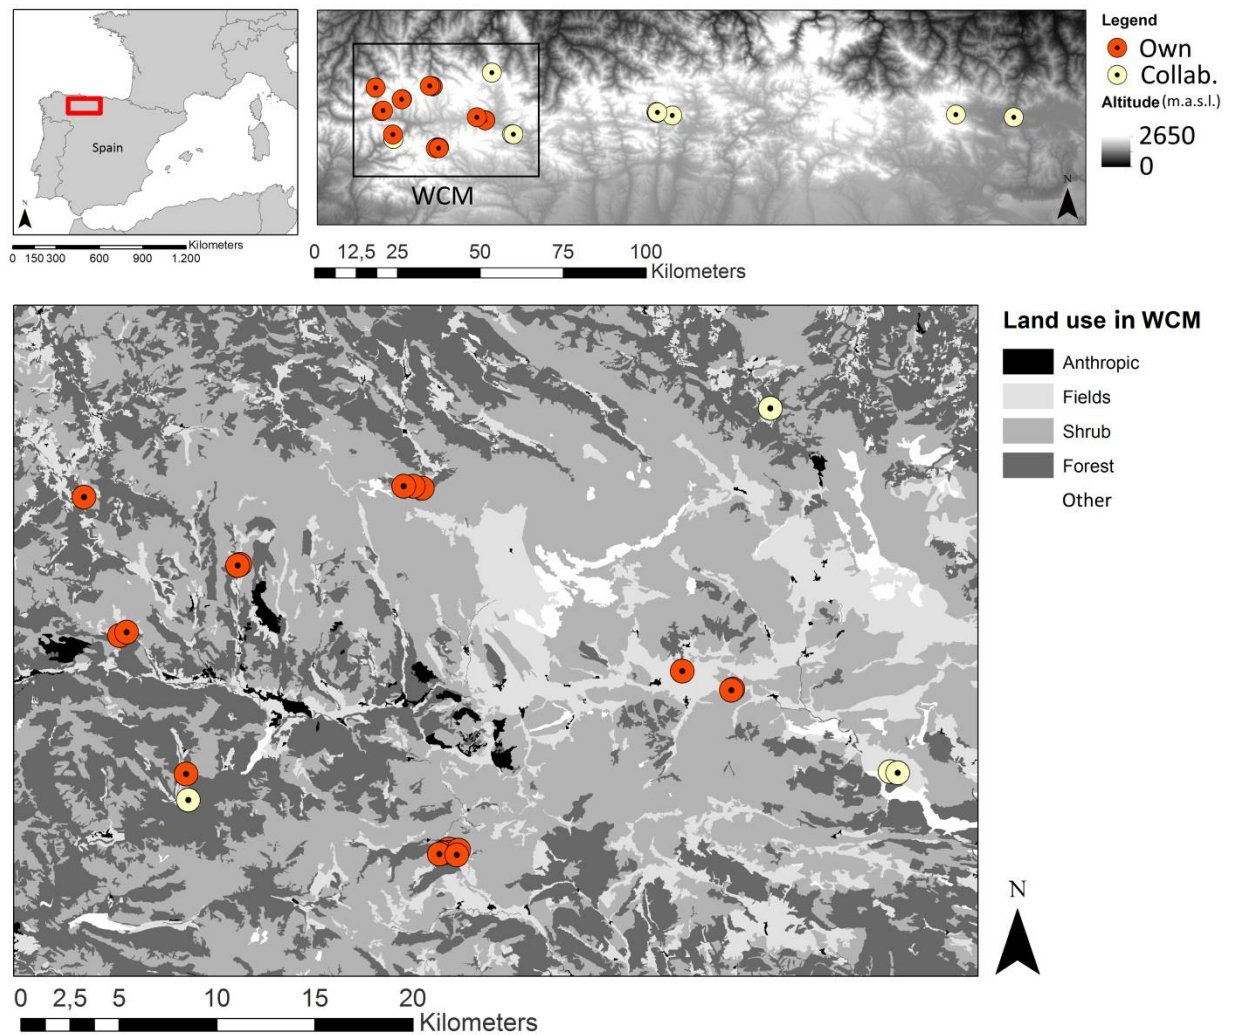 Spain
N
Kilometers
0 150 300 600 900 1.200
WCM
N
0 12,5 25 50 75 100
Kilometers
Legend
Own
Collab.
Altitude (m.a.s.l.)
2650
0
Land use in WCM
Anthropic
Fields
Shrub
Forest
Other
N
0 2,5 5 10 15 20
Kilometers